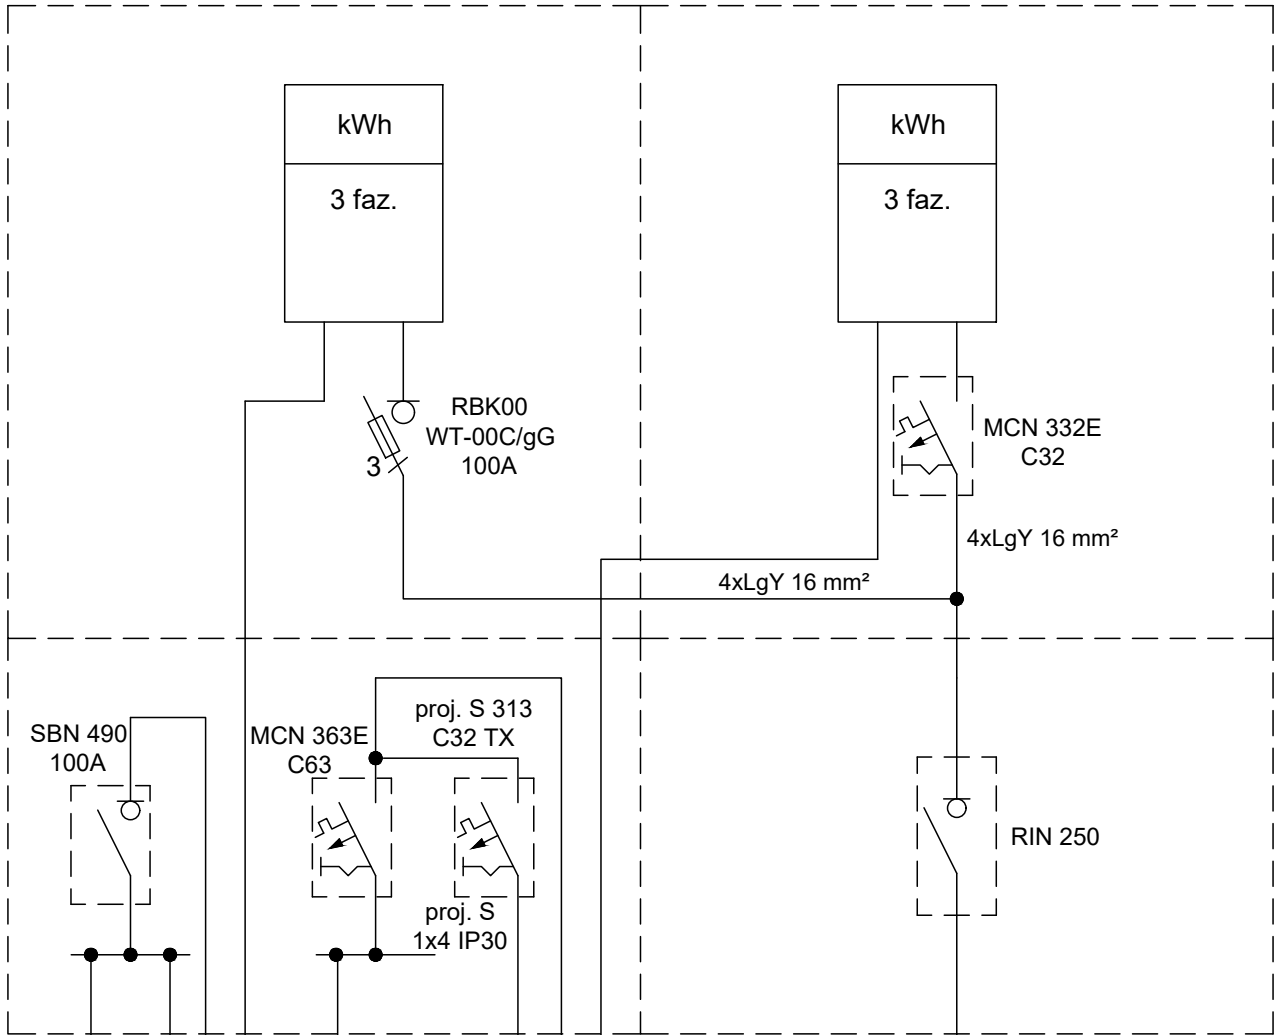 kWh
3 faz.
kWh
3 faz.
RBK00
WT-00C/gG
100A
3
MCN 332E
C32
4xLgY 16 mm²
4xLgY 16 mm²
SBN 490
100A
MCN 363E
C63
proj. S 313
C32 TX
proj. S
1x4 IP30
RIN 250